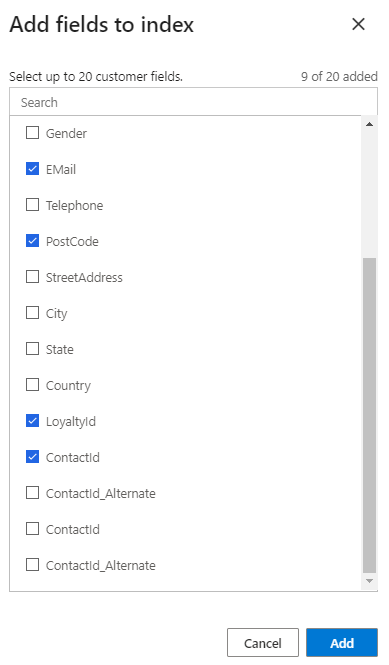 Add fields to index
Select up to 20 customer fields. 9 of 20 added
Search
Gender
EMail
Telephone
PostCode
StreetAddress
City
State
Country
LoyaltyId
ContactId
ContactId_Alternate
ContactId
ContactId_Alternate
Cancel Add